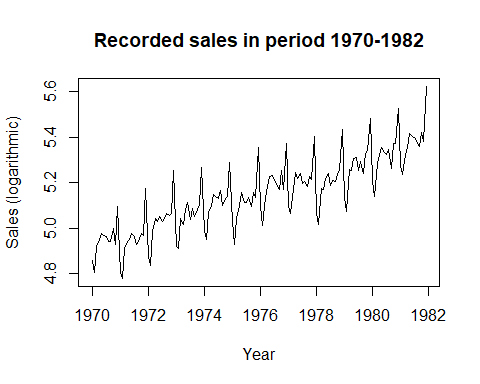 Recorded sales in period 1970-1982
Sales (logarithmic)
5.6
5.4
5.2
5.0
4.8
1970 1972 1974 1976 1978 1980 1982
Year